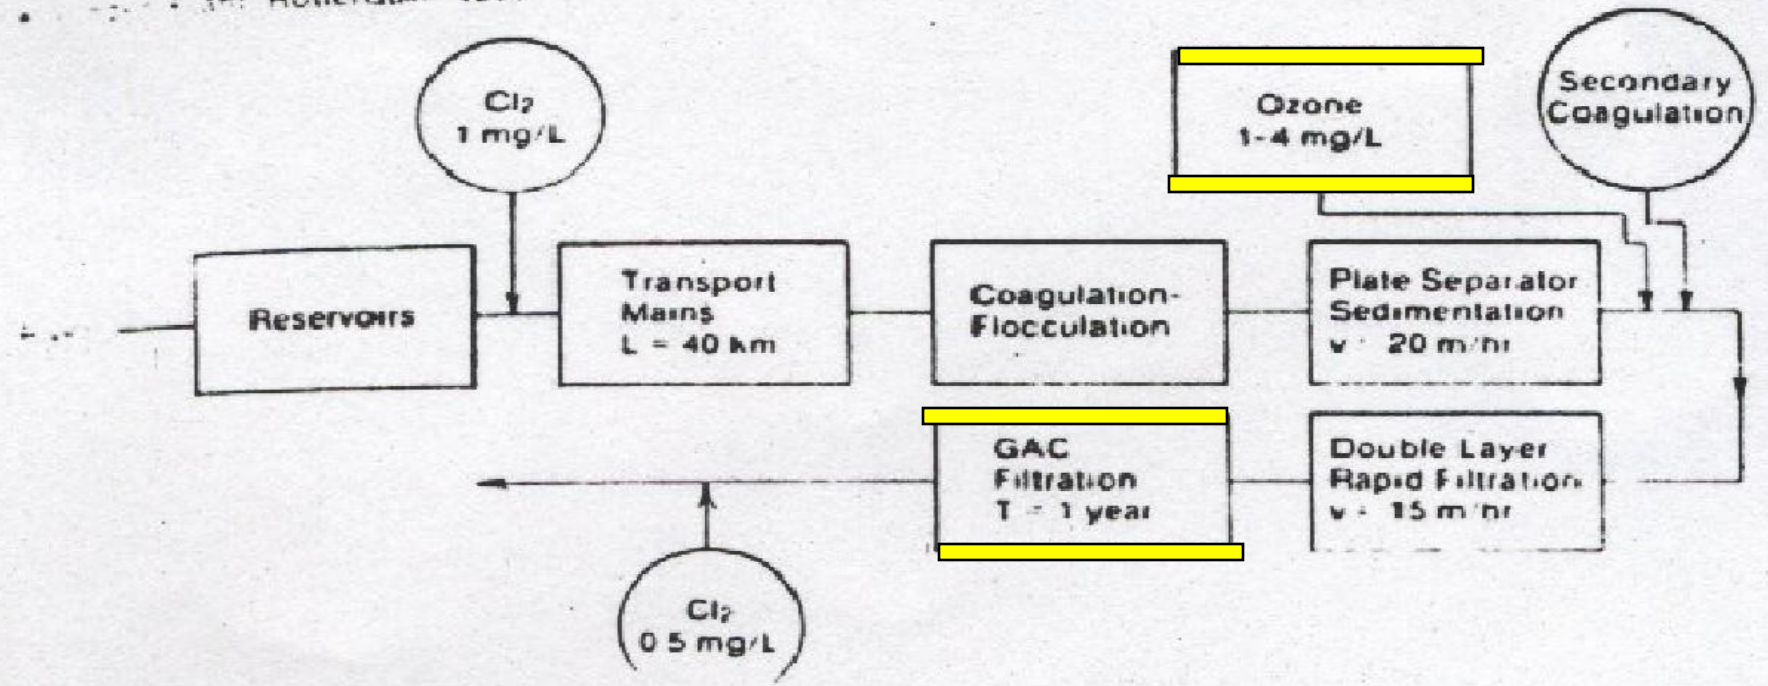 Cl2
1 mg/L
Ozone
1-4 mg/L
Secondary
Coagulation
Reservoirs
Transport
Mains
L = 40 km
Coagulation-
Flocculation
Plate Separator
Sedimentation
v = 20 m/hr
GAC
Filtration
T = 1 year
Double Layer
Rapid Filtration
v = 15 m/hr
Cl2
0.5 mg/L